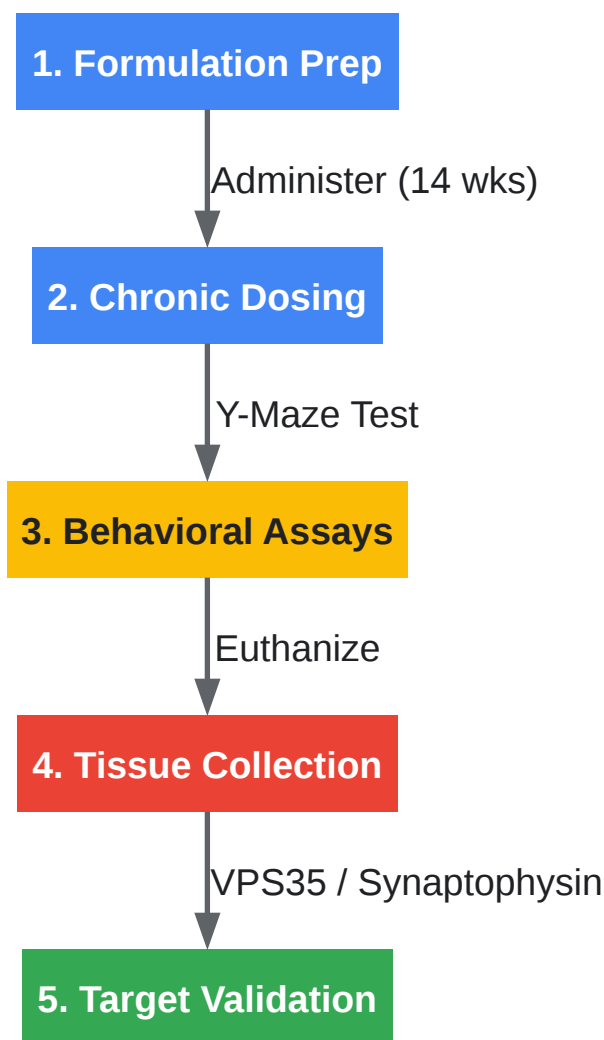 1. Formulation Prep
Administer (14 wks)
2. Chronic Dosing
Y-Maze Test
3. Behavioral Assays
Euthanize
4. Tissue Collection
VPS35 / Synaptophysin
5. Target Validation